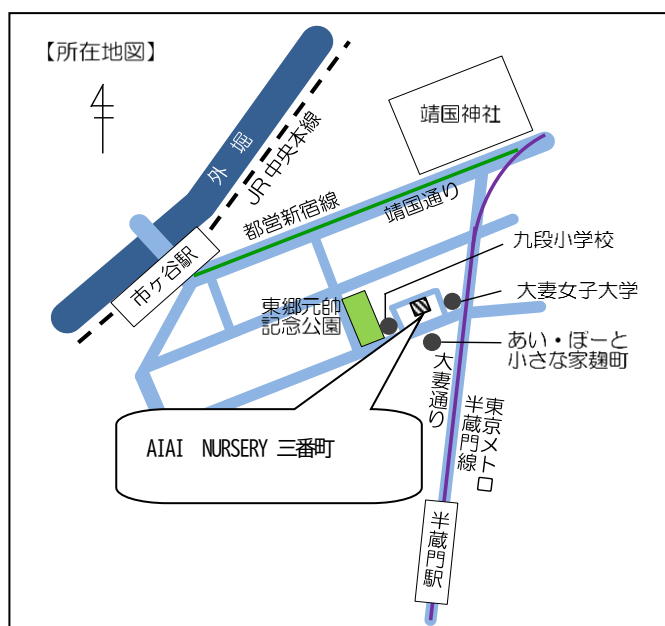 【所在地図】
靖国神社
外堀
JR中央本線
都営新宿線
靖国通り
市ヶ谷駅
九段小学校
東郷元帥
記念公園
大妻女子大学
あい・ぽーと
小さな家麹町
大妻通り
東京メトロ
半蔵門線
AIAI NURSERY 三番町
半蔵門駅